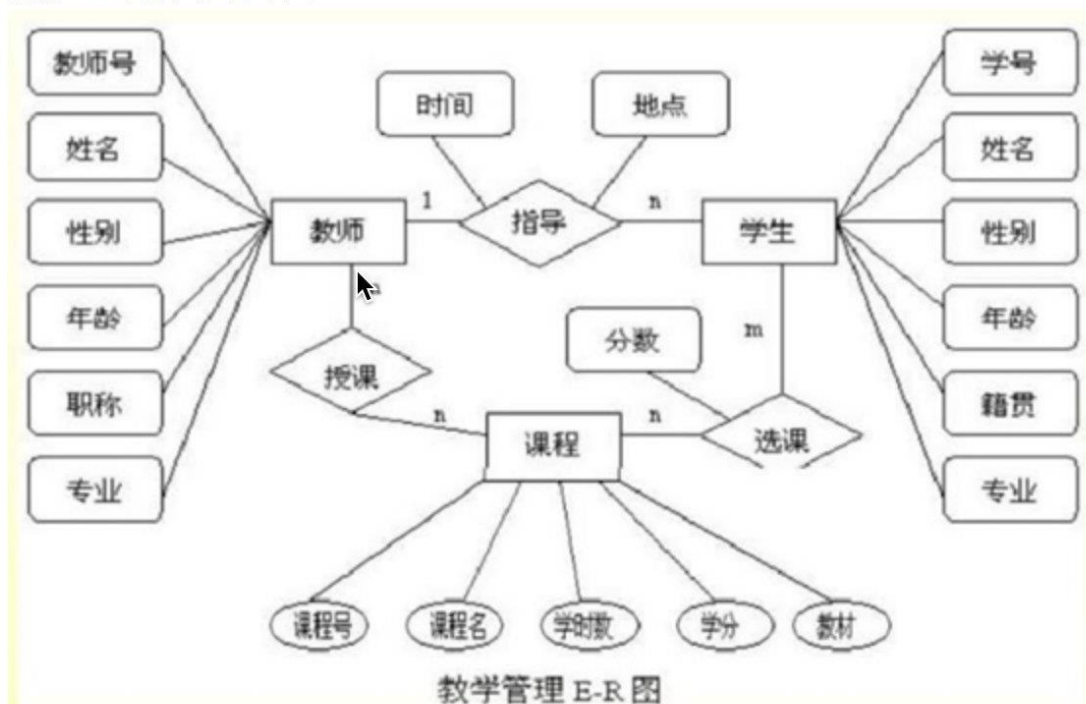 教师号
姓名
性别
年龄
职称
专业
时间
地点
教师
1
指导
n
学生
授课
n
课程
n
选课
m
分数
学号
姓名
性别
年龄
籍贯
专业
课程号
课程名
学时数
学分
教材
教学管理 E-R 图